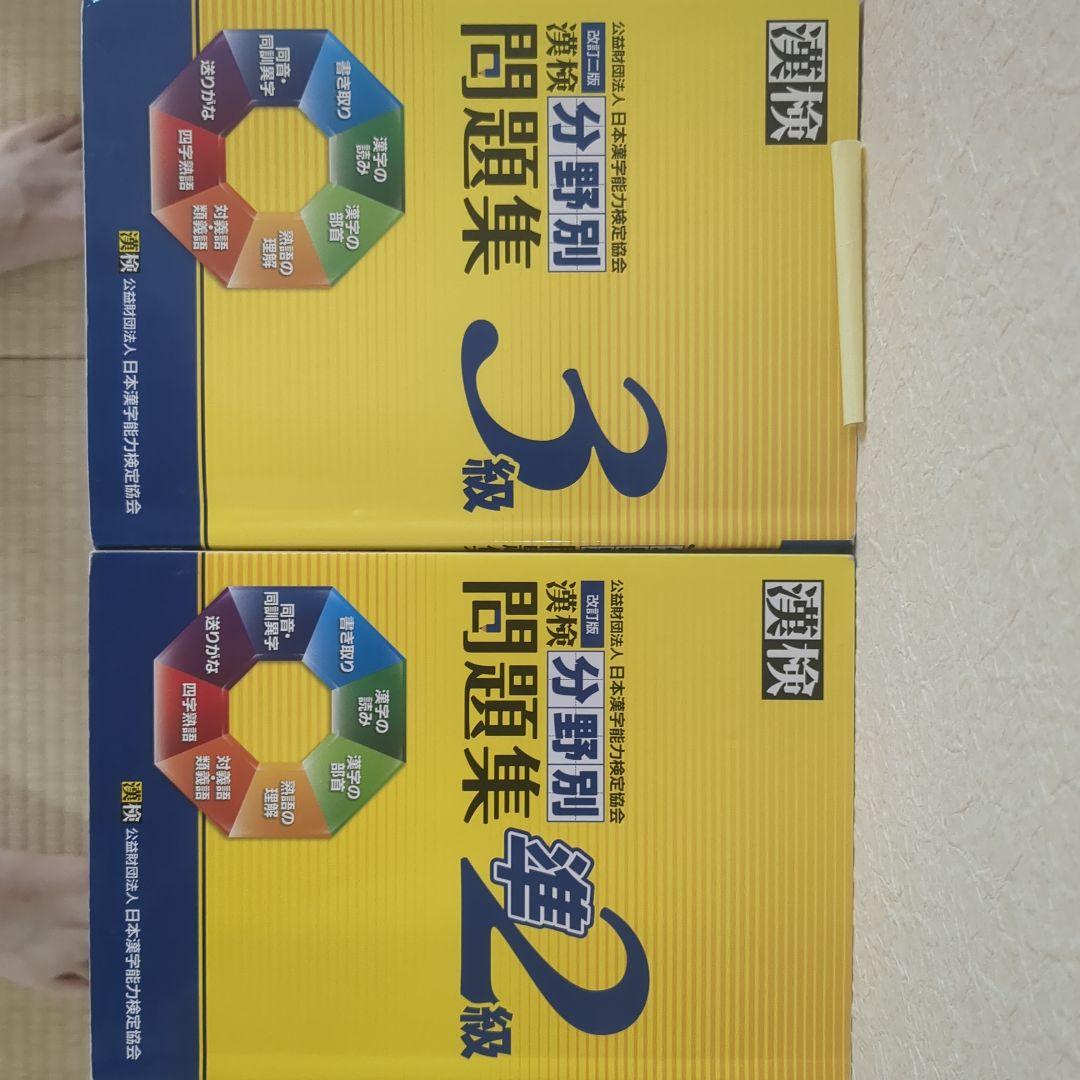 漢検
公益財団法人 日本漢字能力検定協会
改訂二版
漢検 分野別
問題集
3級
漢字の読み
漢字の部首
熟語の理解
対義語・類義語
四字熟語
送りがな
同音・同訓異字
書き取り
漢検 公益財団法人 日本漢字能力検定協会
漢検
公益財団法人 日本漢字能力検定協会
改訂版
漢検 分野別
問題集
準2級
漢字の読み
漢字の部首
熟語の理解
対義語・類義語
四字熟語
送りがな
同音・同訓異字
書き取り
漢検 公益財団法人 日本漢字能力検定協会